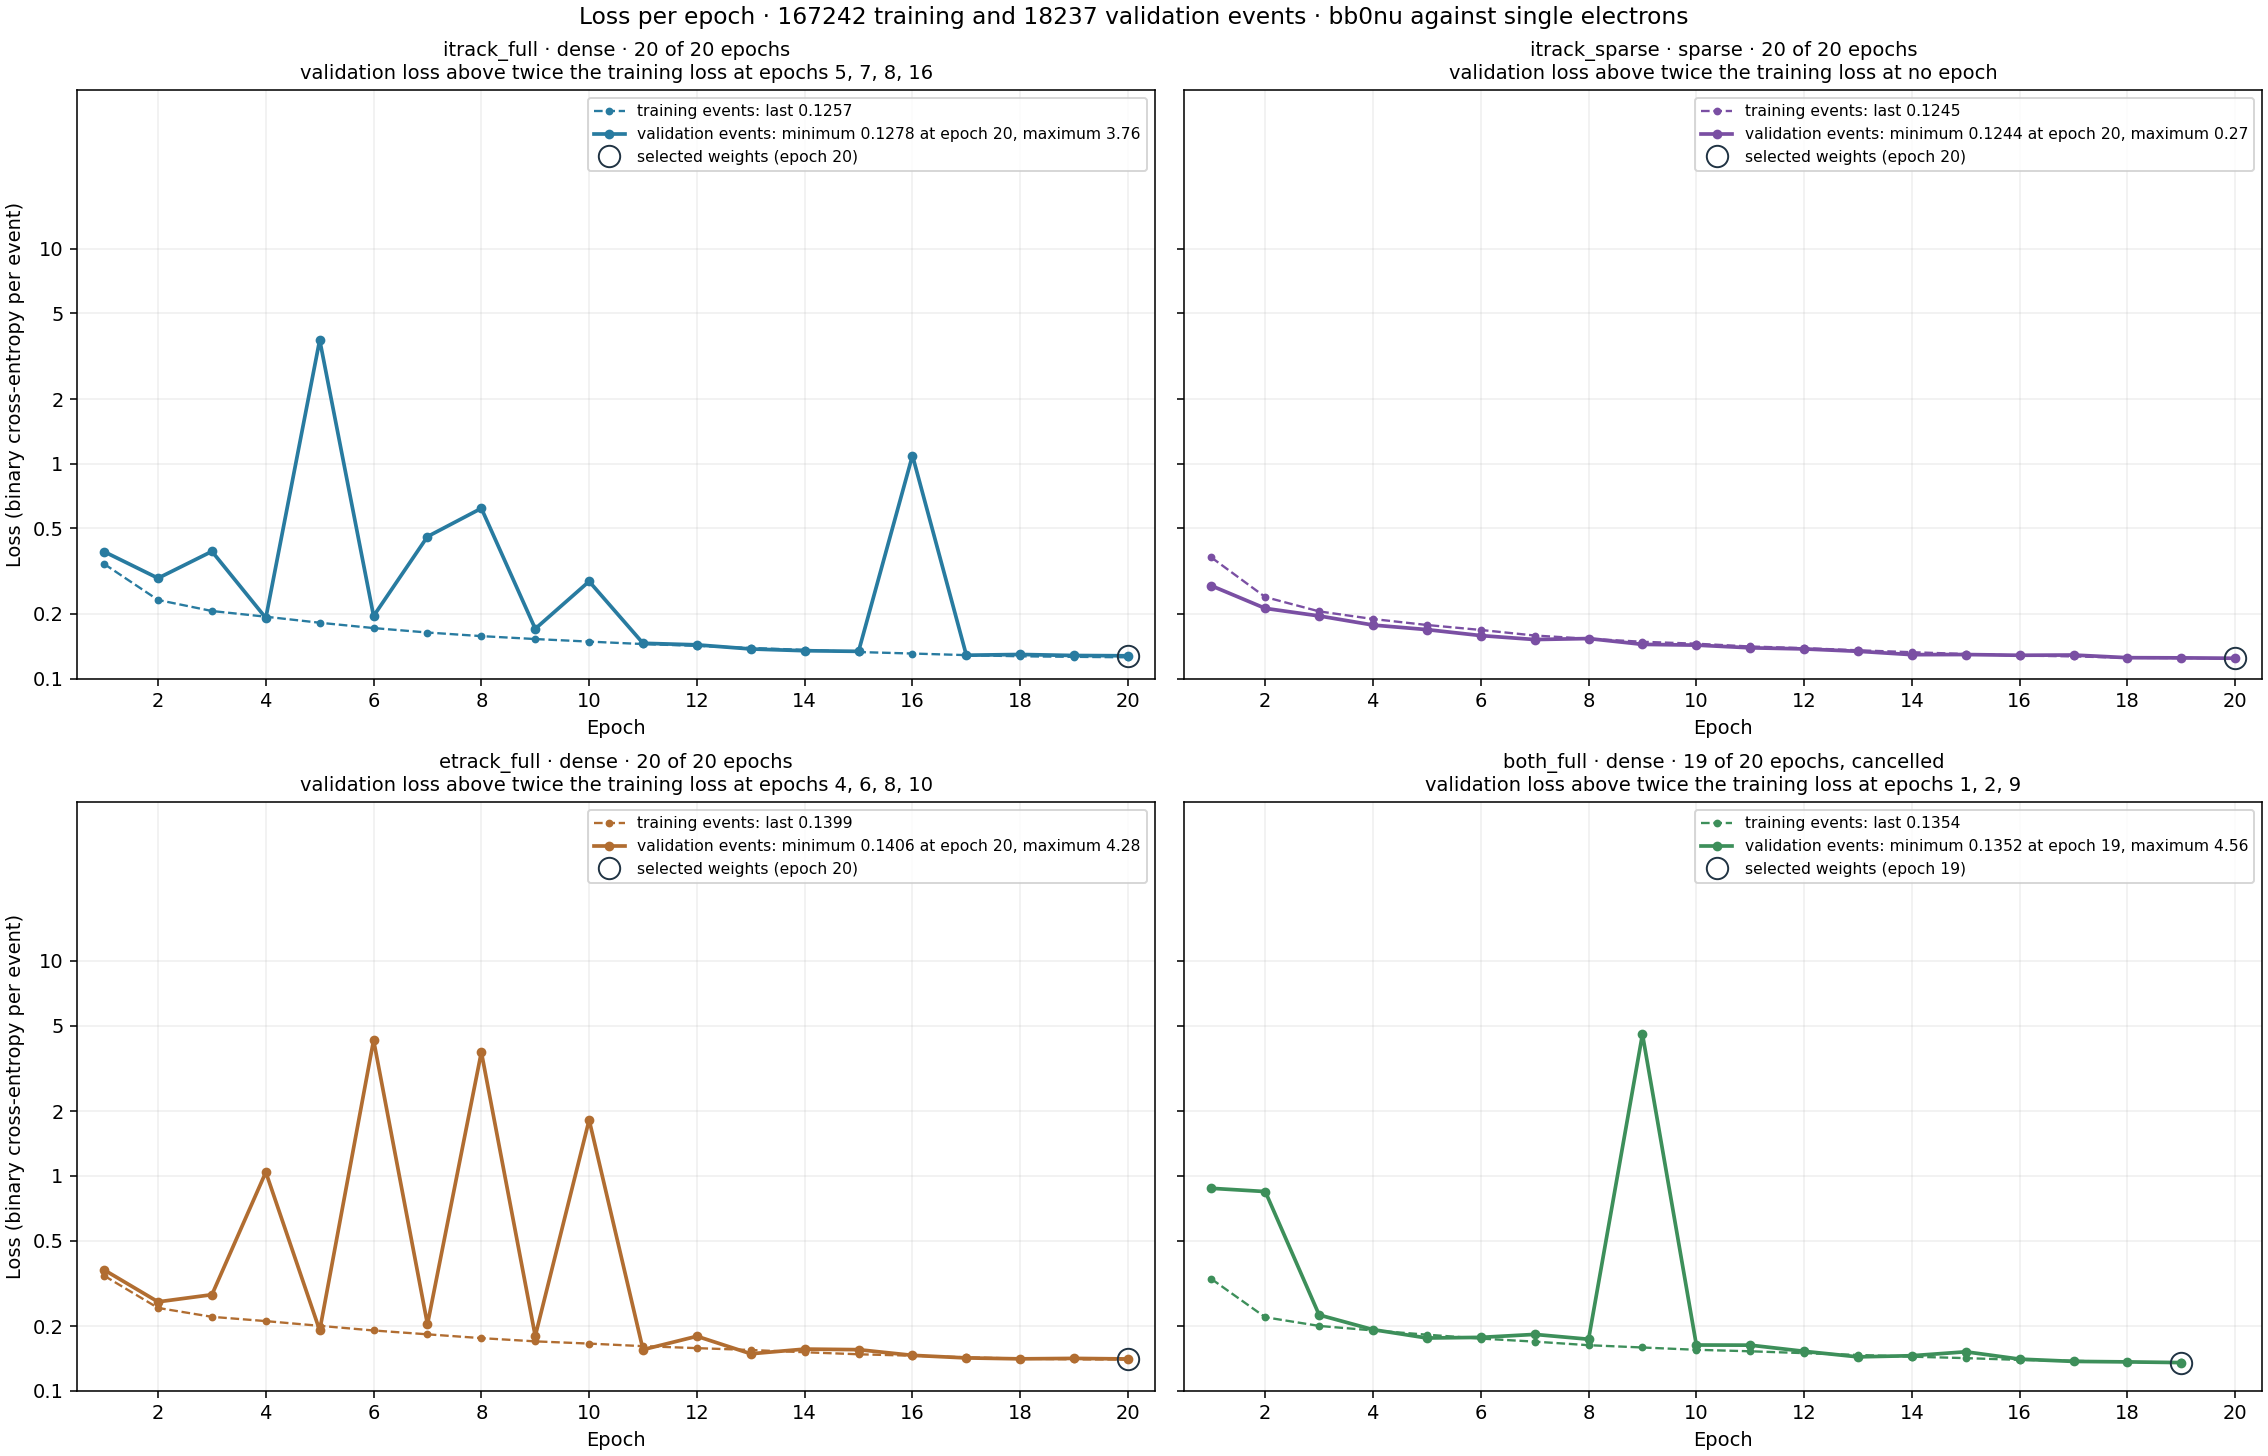 Loss per epoch · 167242 training and 18237 validation events · bb0nu against single electrons
itrack_full · dense · 20 of 20 epochs
validation loss above twice the training loss at epochs 5, 7, 8, 16
training events: last 0.1257
validation events: minimum 0.1278 at epoch 20, maximum 3.76
selected weights (epoch 20)
Loss (binary cross-entropy per event)
10
5
2
1
0.5
0.2
0.1
2 4 6 8 10 12 14 16 18 20
Epoch
itrack_sparse · sparse · 20 of 20 epochs
validation loss above twice the training loss at no epoch
training events: last 0.1245
validation events: minimum 0.1244 at epoch 20, maximum 0.27
selected weights (epoch 20)
2 4 6 8 10 12 14 16 18 20
Epoch
etrack_full · dense · 20 of 20 epochs
validation loss above twice the training loss at epochs 4, 6, 8, 10
training events: last 0.1399
validation events: minimum 0.1406 at epoch 20, maximum 4.28
selected weights (epoch 20)
Loss (binary cross-entropy per event)
10
5
2
1
0.5
0.2
0.1
2 4 6 8 10 12 14 16 18 20
Epoch
both_full · dense · 19 of 20 epochs, cancelled
validation loss above twice the training loss at epochs 1, 2, 9
training events: last 0.1354
validation events: minimum 0.1352 at epoch 19, maximum 4.56
selected weights (epoch 19)
2 4 6 8 10 12 14 16 18 20
Epoch